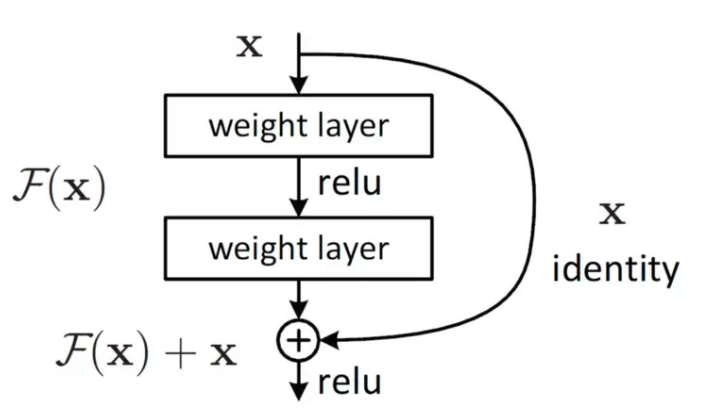 x
weight layer
relu
F(x)
x
identity
weight layer
F(x) + x
+
relu